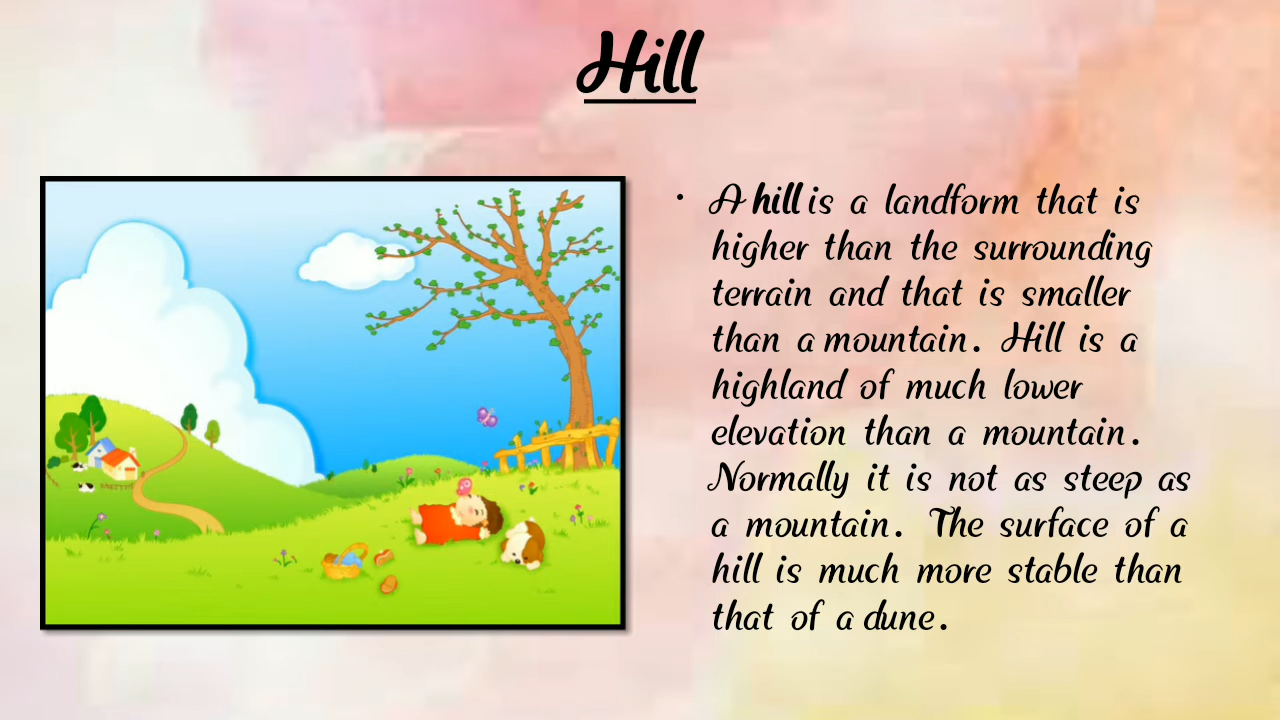 Hill
• A hill is a landform that is
higher than the surrounding
terrain and that is smaller
than a mountain. Hill is a
highland of much lower
elevation than a mountain.
Normally it is not as steep as
a mountain. The surface of a
hill is much more stable than
that of a dune.